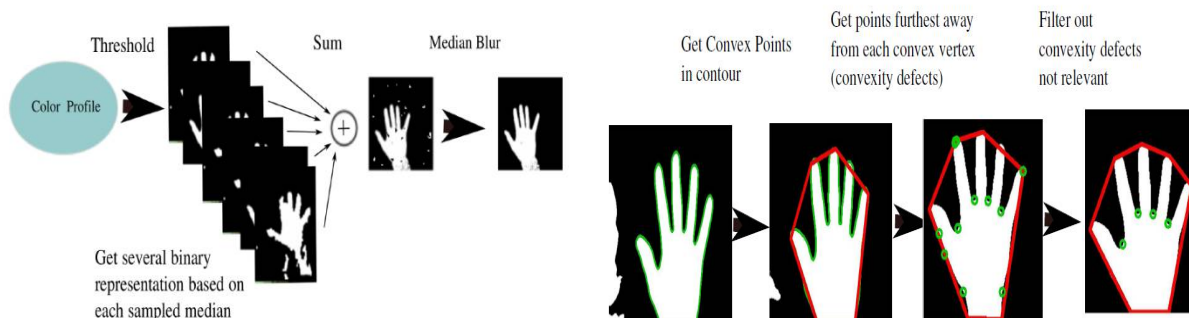 Threshold
Sum
Median Blur
Color Profile
+
Get several binary
representation based on
each sampled median
Get Convex Points
in contour
Get points furthest away
from each convex vertex
(convexity defects)
Filter out
convexity defects
not relevant